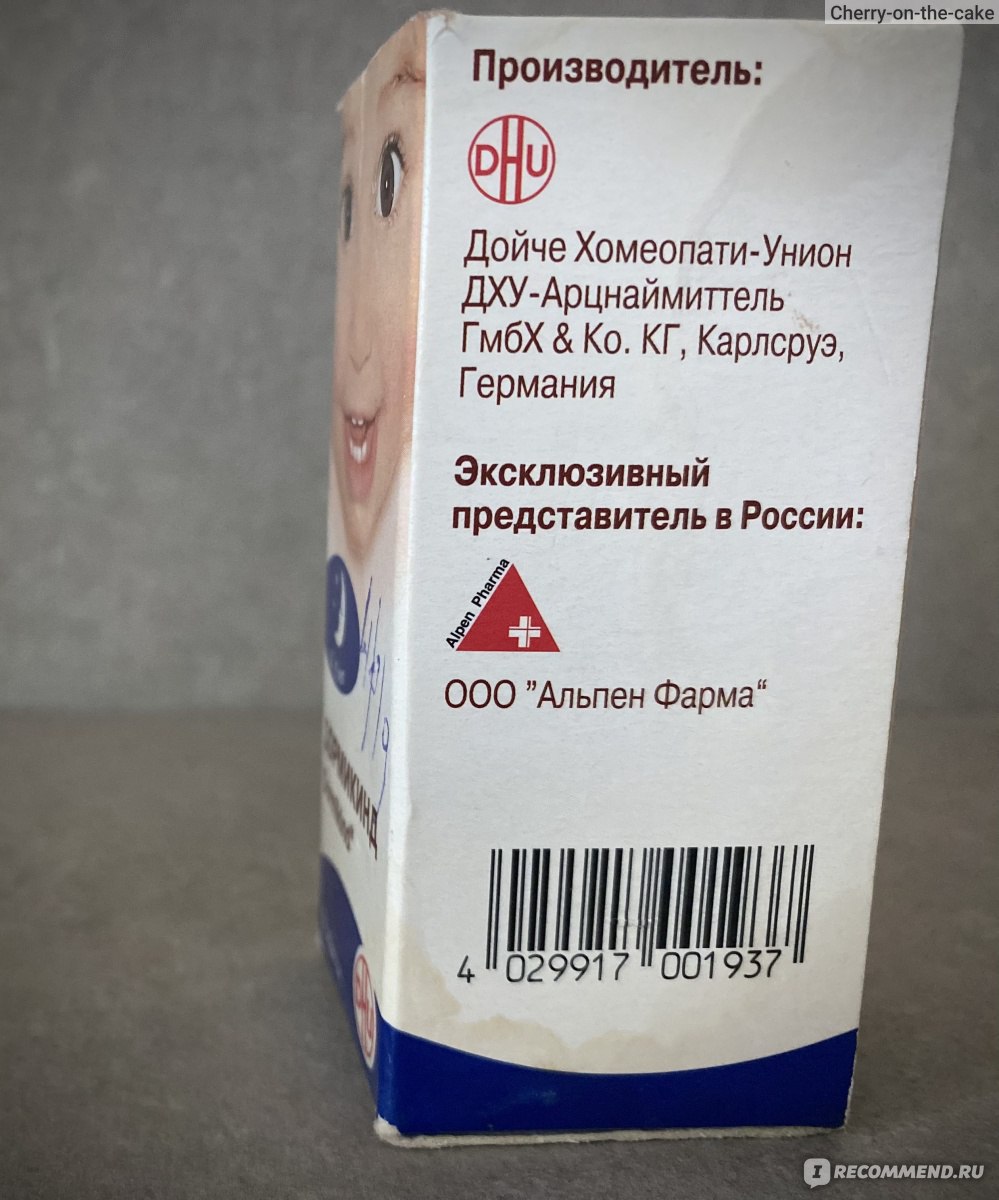 Cherry-on-the-cake
Производитель:
DHU
Дойче Хомеопати-Унион
ДХУ-Арцнаймиттель
ГмбХ & Ко. КГ, Карлсруэ,
Германия
Эксклюзивный
представитель в России:
Alpen Pharma
ООО "Альпен Фарма“
4 029917 001937
DHU
I RECOMMEND.RU